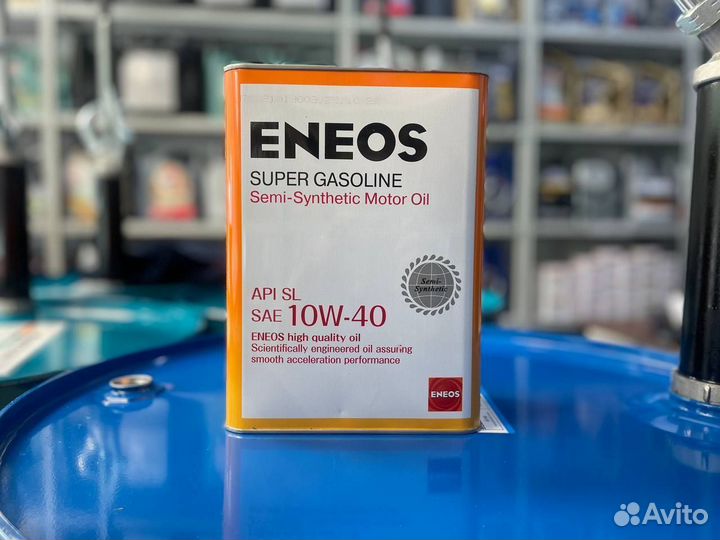 ENEOS
SUPER GASOLINE
Semi-Synthetic Motor Oil
Semi-
Synthetic
API SL
SAE 10W-40
ENEOS high quality oil
Scientifically engineered oil assuring
smooth acceleration performance
ENEOS
Avito